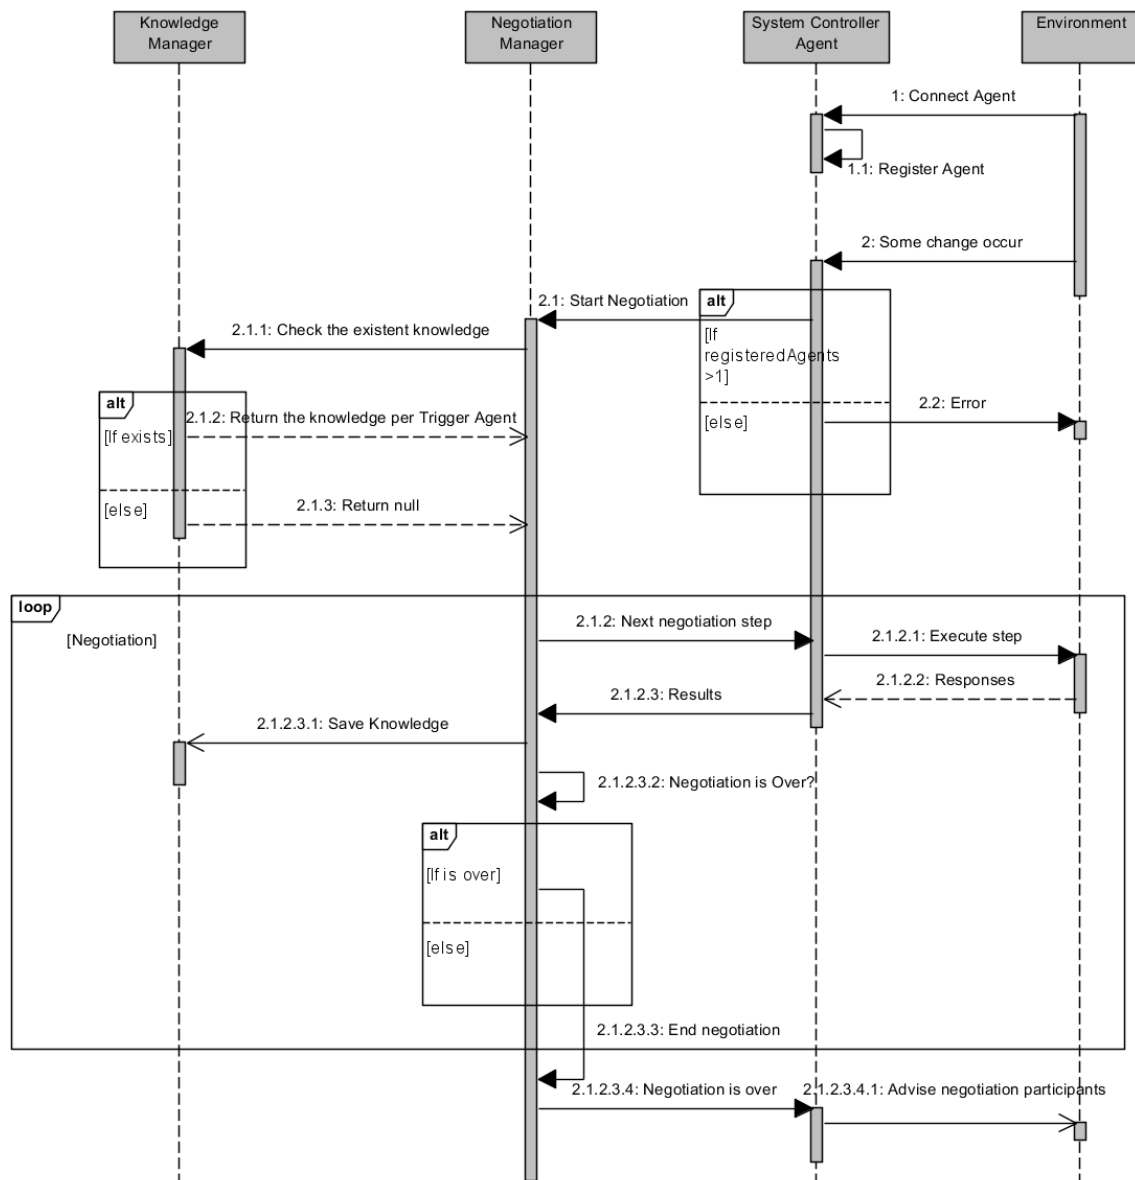 Knowledge
Manager
Negotiation
Manager
System Controller
Agent
Environment
1: Connect Agent
1.1: Register Agent
2: Some change occur
2.1: Start Negotiation
alt
[If
registeredAgents
>1]
2.1.1: Check the existent knowledge
alt
2.1.2: Return the knowledge per Trigger Agent
[If exists]
2.2: Error
[else]
2.1.3: Return null
[else]
loop
[Negotiation]
2.1.2: Next negotiation step
2.1.2.1: Execute step
2.1.2.2: Responses
2.1.2.3: Results
2.1.2.3.1: Save Knowledge
2.1.2.3.2: Negotiation is Over?
alt
[If is over]
[else]
2.1.2.3.3: End negotiation
2.1.2.3.4: Negotiation is over
2.1.2.3.4.1: Advise negotiation participants